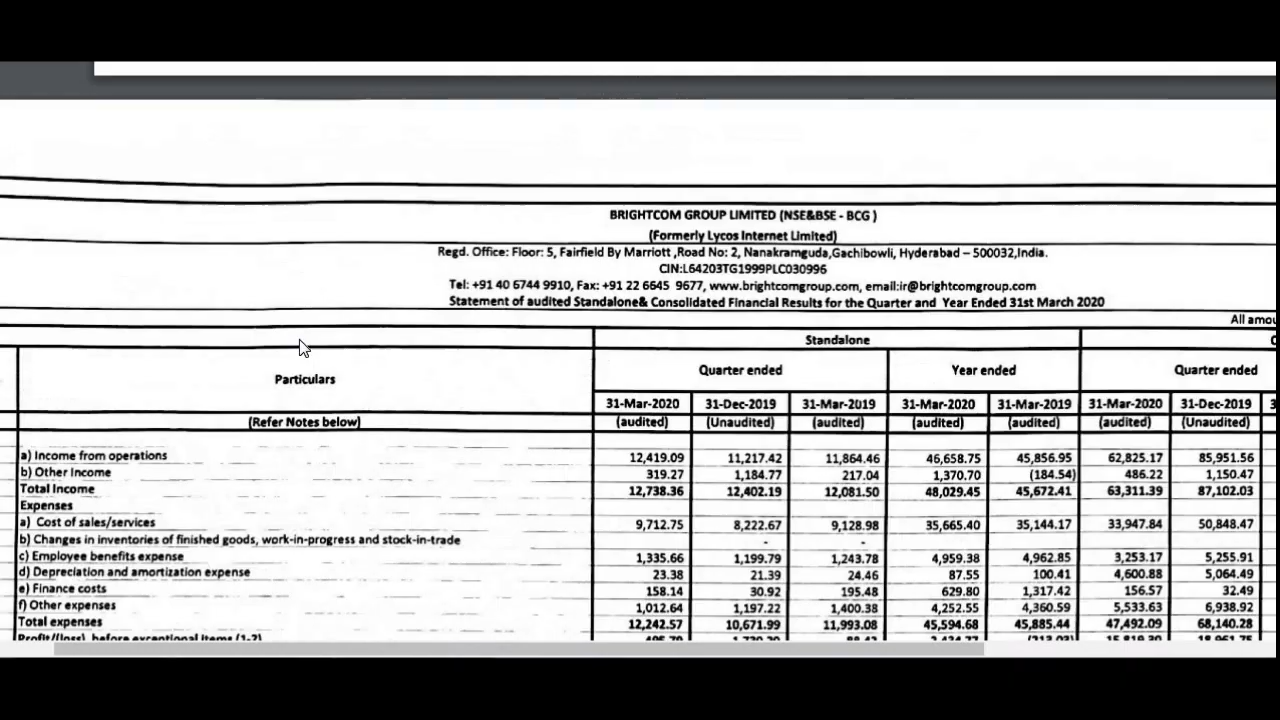 BRIGHTCOM GROUP LIMITED (NSE&BSE - BCG )
(Formerly Lycos Internet Limited)
Regd. Office: Floor: 5, Fairfield By Marriott ,Road No: 2, Nanakramguda,Gachibowli, Hyderabad – 500032,India.
CIN:L64203TG1999PLC030996
Tel: +91 40 6744 9910, Fax: +91 22 6645 9677, www.brightcomgroup.com, email:ir@brightcomgroup.com
Statement of audited Standalone& Consolidated Financial Results for the Quarter and Year Ended 31st March 2020
All amou
Standalone
Particulars Quarter ended Year ended Quarter ended
31-Mar-2020 31-Dec-2019 31-Mar-2019 31-Mar-2020 31-Mar-2019 31-Mar-2020 31-Dec-2019
(Refer Notes below) (audited) (Unaudited) (audited) (audited) (audited) (audited) (Unaudited)
a) Income from operations 12,419.09 11,217.42 11,864.46 46,658.75 45,856.95 62,825.17 85,951.56
b) Other Income 319.27 1,184.77 217.04 1,370.70 (184.54) 486.22 1,150.47
Total Income 12,738.36 12,402.19 12,081.50 48,029.45 45,672.41 63,311.39 87,102.03
Expenses
a) Cost of sales/services 9,712.75 8,222.67 9,128.98 35,665.40 35,144.17 33,947.84 50,848.47
b) Changes in inventories of finished goods, work-in-progress and stock-in-trade - -
c) Employee benefits expense 1,335.66 1,199.79 1,243.78 4,959.38 4,962.85 3,253.17 5,255.91
d) Depreciation and amortization expense 23.38 21.39 24.46 87.55 100.41 4,600.88 5,064.49
e) Finance costs 158.14 30.92 195.48 629.80 1,317.42 156.57 32.49
f) Other expenses 1,012.64 1,197.22 1,400.38 4,252.55 4,360.59 5,533.63 6,938.92
Total expenses 12,242.57 10,671.99 11,993.08 45,594.68 45,885.44 47,492.09 68,140.28
Profit/(loss) before exceptional items (1-2)